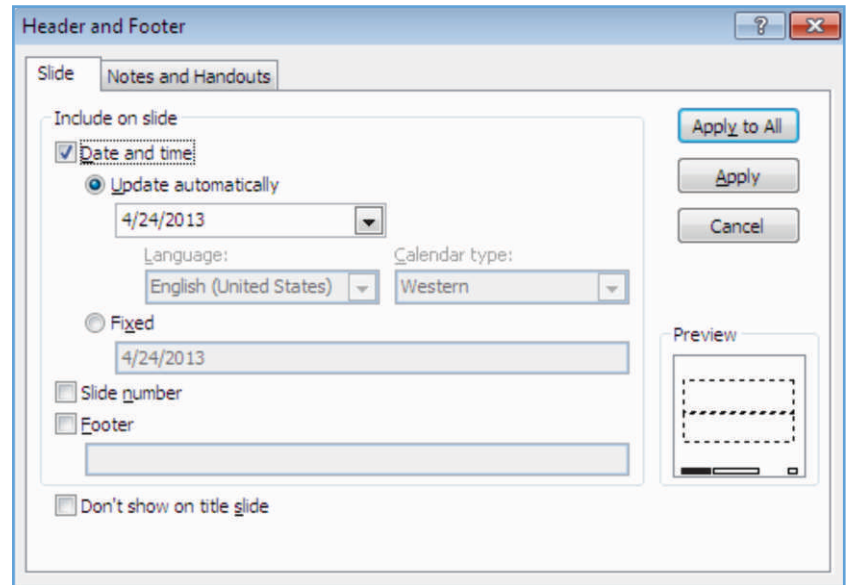 Header and Footer
Slide
Notes and Handouts
Include on slide
Date and time
Update automatically
4/24/2013
Language:
Calendar type:
English (United States)
Western
Fixed
4/24/2013
Slide number
Footer
Don't show on title slide
Apply to All
Apply
Cancel
Preview